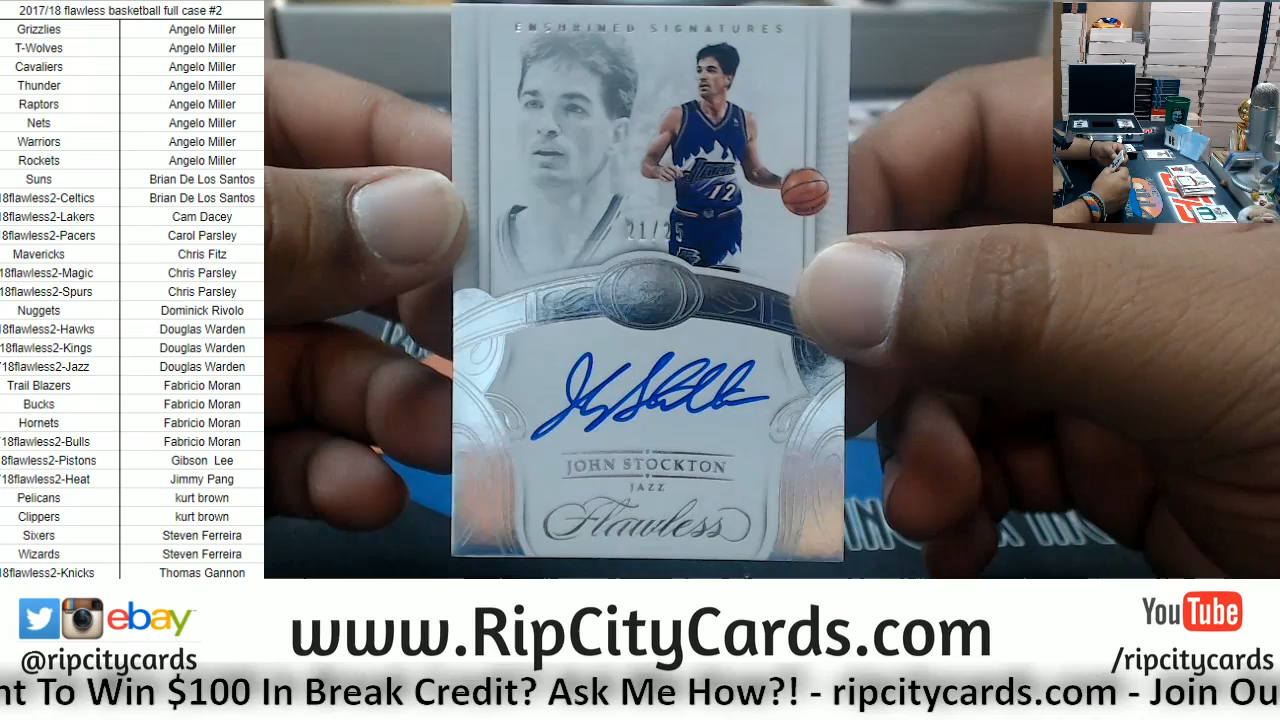 2017/18 flawless basketball full case #2
Grizzlies Angelo Miller
T-Wolves Angelo Miller
Cavaliers Angelo Miller
Thunder Angelo Miller
Raptors Angelo Miller
Nets Angelo Miller
Warriors Angelo Miller
Rockets Angelo Miller
Suns Brian De Los Santos
18flawless2-Celtics Brian De Los Santos
18flawless2-Lakers Cam Dacey
8flawless2-Pacers Carol Parsley
Mavericks Chris Fitz
18flawless2-Magic Chris Parsley
18flawless2-Spurs Chris Parsley
Nuggets Dominick Rivolo
18flawless2-Hawks Douglas Warden
18flawless2-Kings Douglas Warden
18flawless2-Jazz Douglas Warden
Trail Blazers Fabricio Moran
Bucks Fabricio Moran
Hornets Fabricio Moran
18flawless2-Bulls Fabricio Moran
8flawless2-Pistons Gibson Lee
18flawless2-Heat Jimmy Pang
Pelicans kurt brown
Clippers kurt brown
Sixers Steven Ferreira
Wizards Steven Ferreira
8flawless2-Knicks Thomas Gannon
ENSHRINED SIGNATURES
JAZZ
12
21/25
JOHN STOCKTON
JAZZ
Flawless
ebay
@ripcitycards
www.RipCityCards.com
YouTube
/ripcitycards
nt To Win $100 In Break Credit? Ask Me How?! - ripcitycards.com - Join Ou